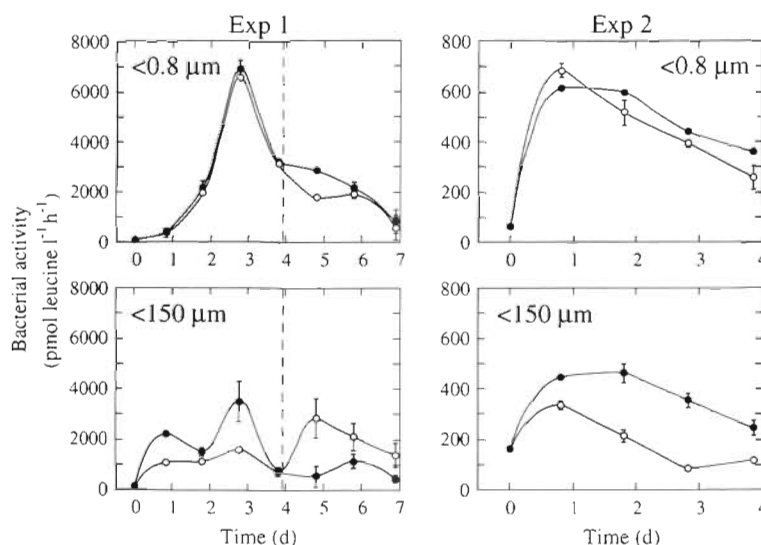 Exp 1
Exp 2
<0.8 µm
<0.8 µm
8000
6000
4000
2000
0
0 1 2 3 4 5 6 7
800
600
400
200
0
0 1 2 3 4
Bacterial activity
(pmol leucine l⁻¹ h⁻¹)
<150 µm
<150 µm
8000
6000
4000
2000
0
0 1 2 3 4 5 6 7
Time (d)
800
600
400
200
0
0 1 2 3 4
Time (d)